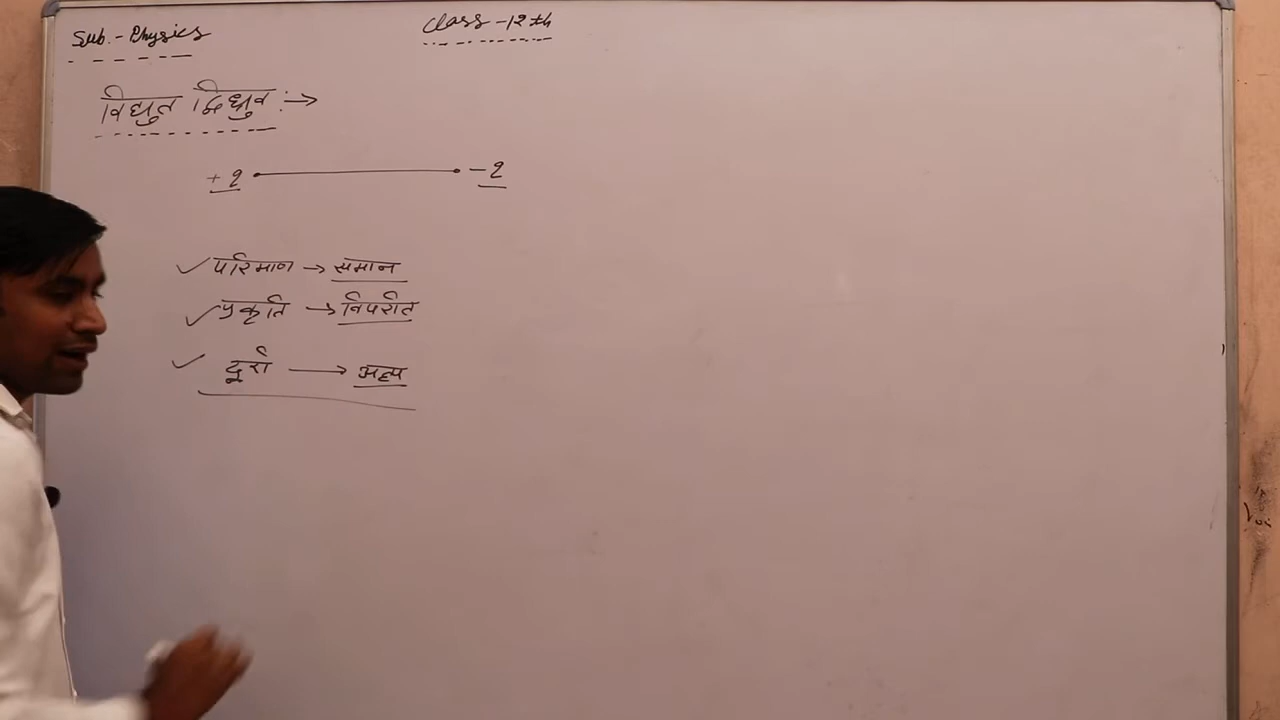 Sub. - Physics
Class - 12th
विद्युत द्विध्रुव :→
+q -q
✓ परिमाण → समान
✓ प्रकृति → विपरीत
✓ दूरी → अल्प